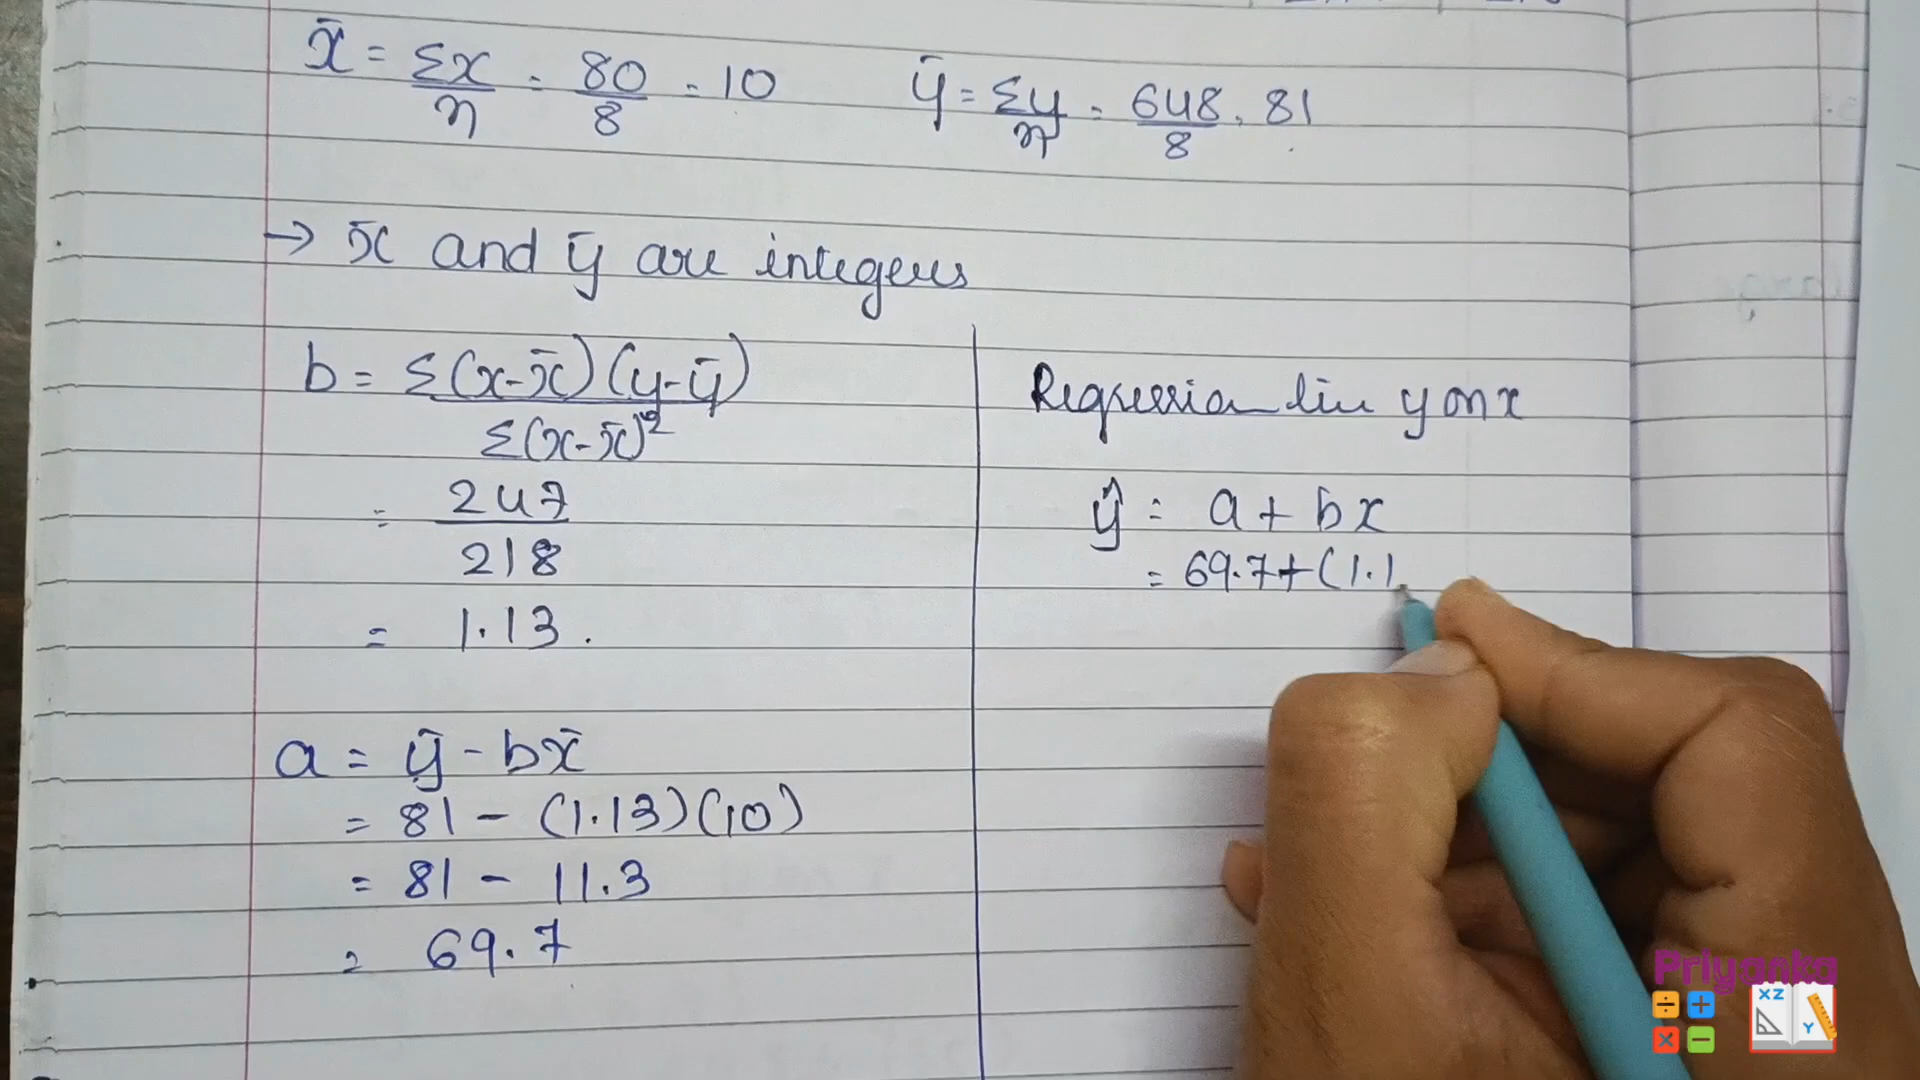 x̄ = Σx/n = 80/8 = 10
ȳ = Σy/n = 648/8 = 81
→ x̄ and ȳ are integers
b = Σ(x-x̄)(y-ȳ)/Σ(x-x̄)²
= 247/218
= 1.13.
a = ȳ - bx̄
= 81 - (1.13)(10)
= 81 - 11.3
= 69.7
Regression line y on x
ŷ = a + bx
= 69.7+(1.1
Priyanka
XZ
Y